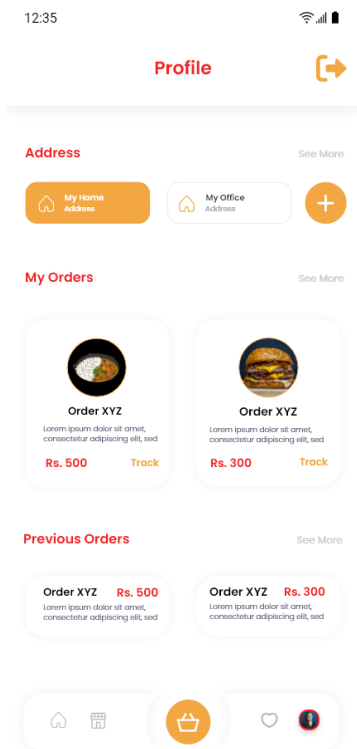 12:35
Profile
Address
See More
My Home
Address
My Office
Address
My Orders
See More
Order XYZ
Lorem ipsum dolor sit amet,
consectetur adipiscing elit, sed
Rs. 500
Track
Order XYZ
Lorem ipsum dolor sit amet,
consectetur adipiscing elit, sed
Rs. 300
Track
Previous Orders
See More
Order XYZ
Rs. 500
Lorem ipsum dolor sit amet,
consectetur adipiscing elit, sed
Order XYZ
Rs. 300
Lorem ipsum dolor sit amet,
consectetur adipiscing elit, sed